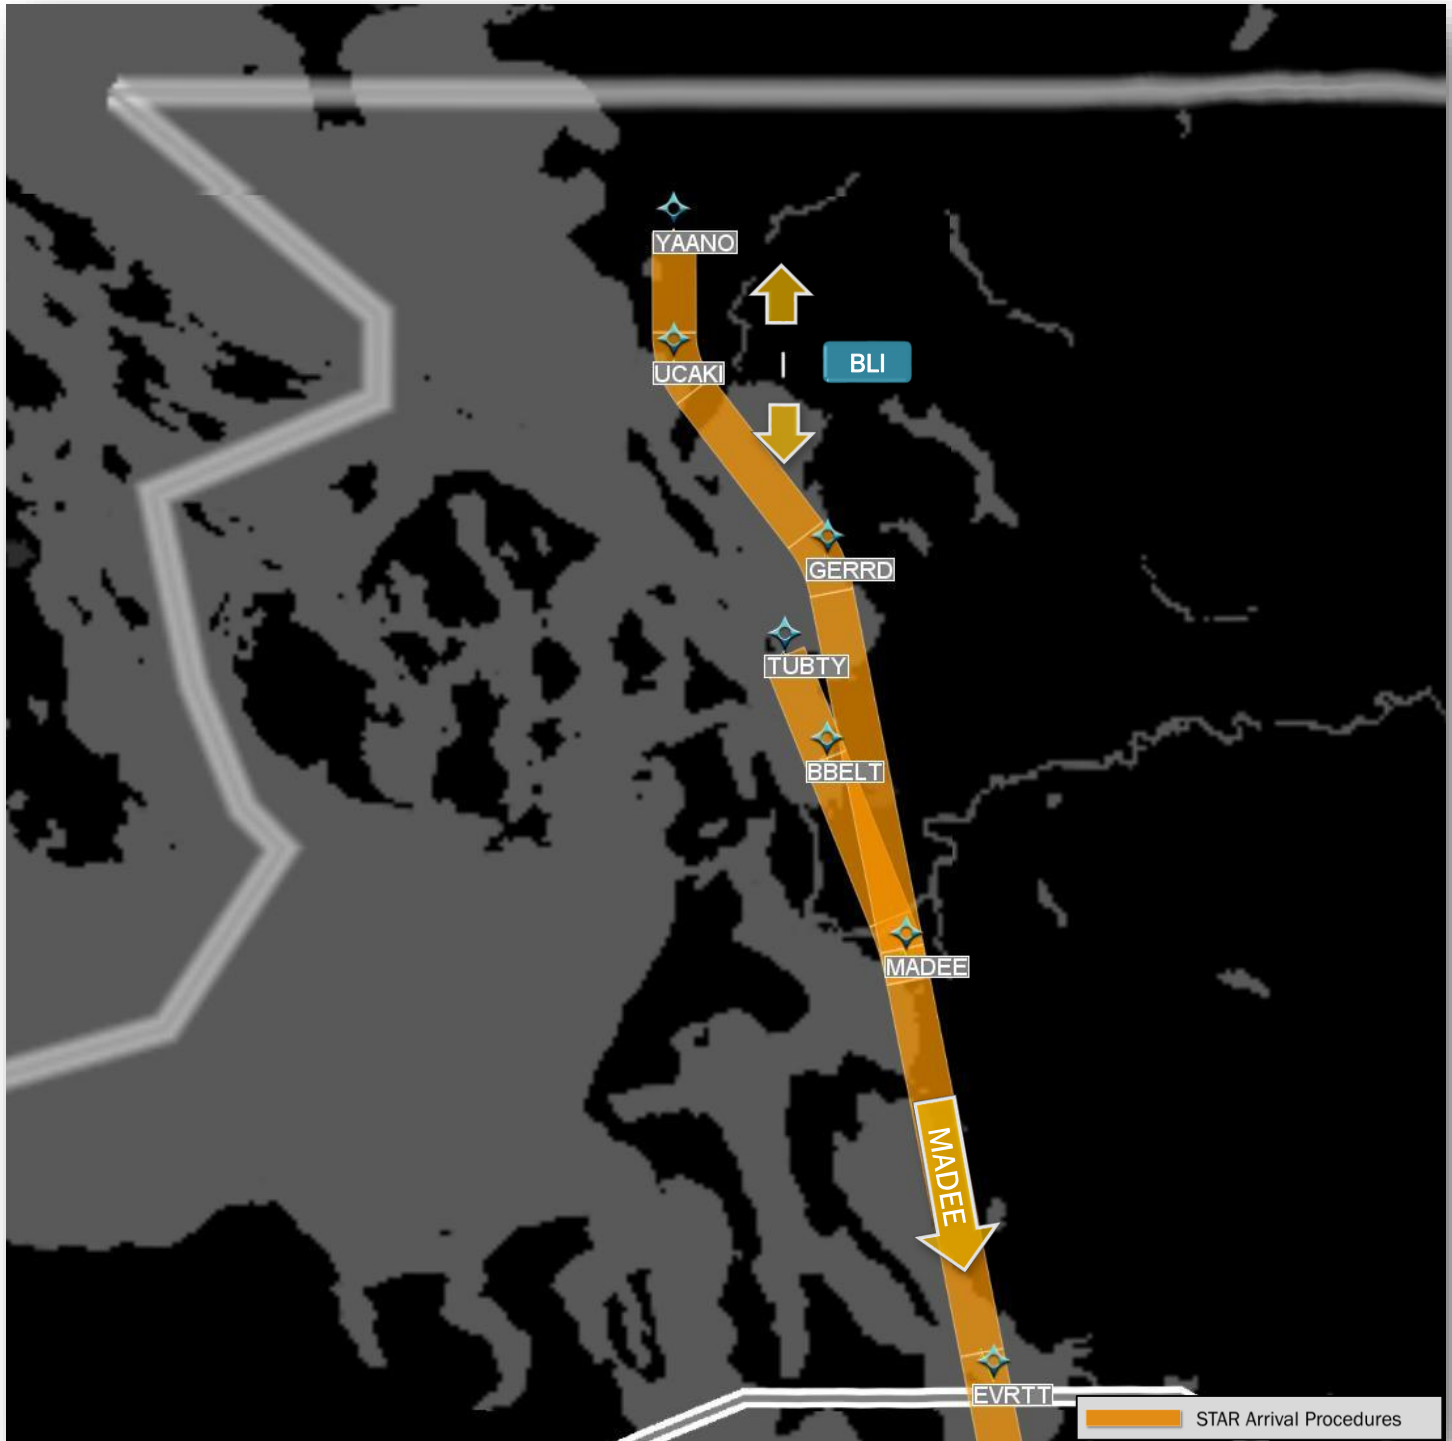 YAANO
BLI
UCAKI
GERRD
TUBTY
BBELT
MADEE
MADEE
EVRTT
STAR Arrival Procedures